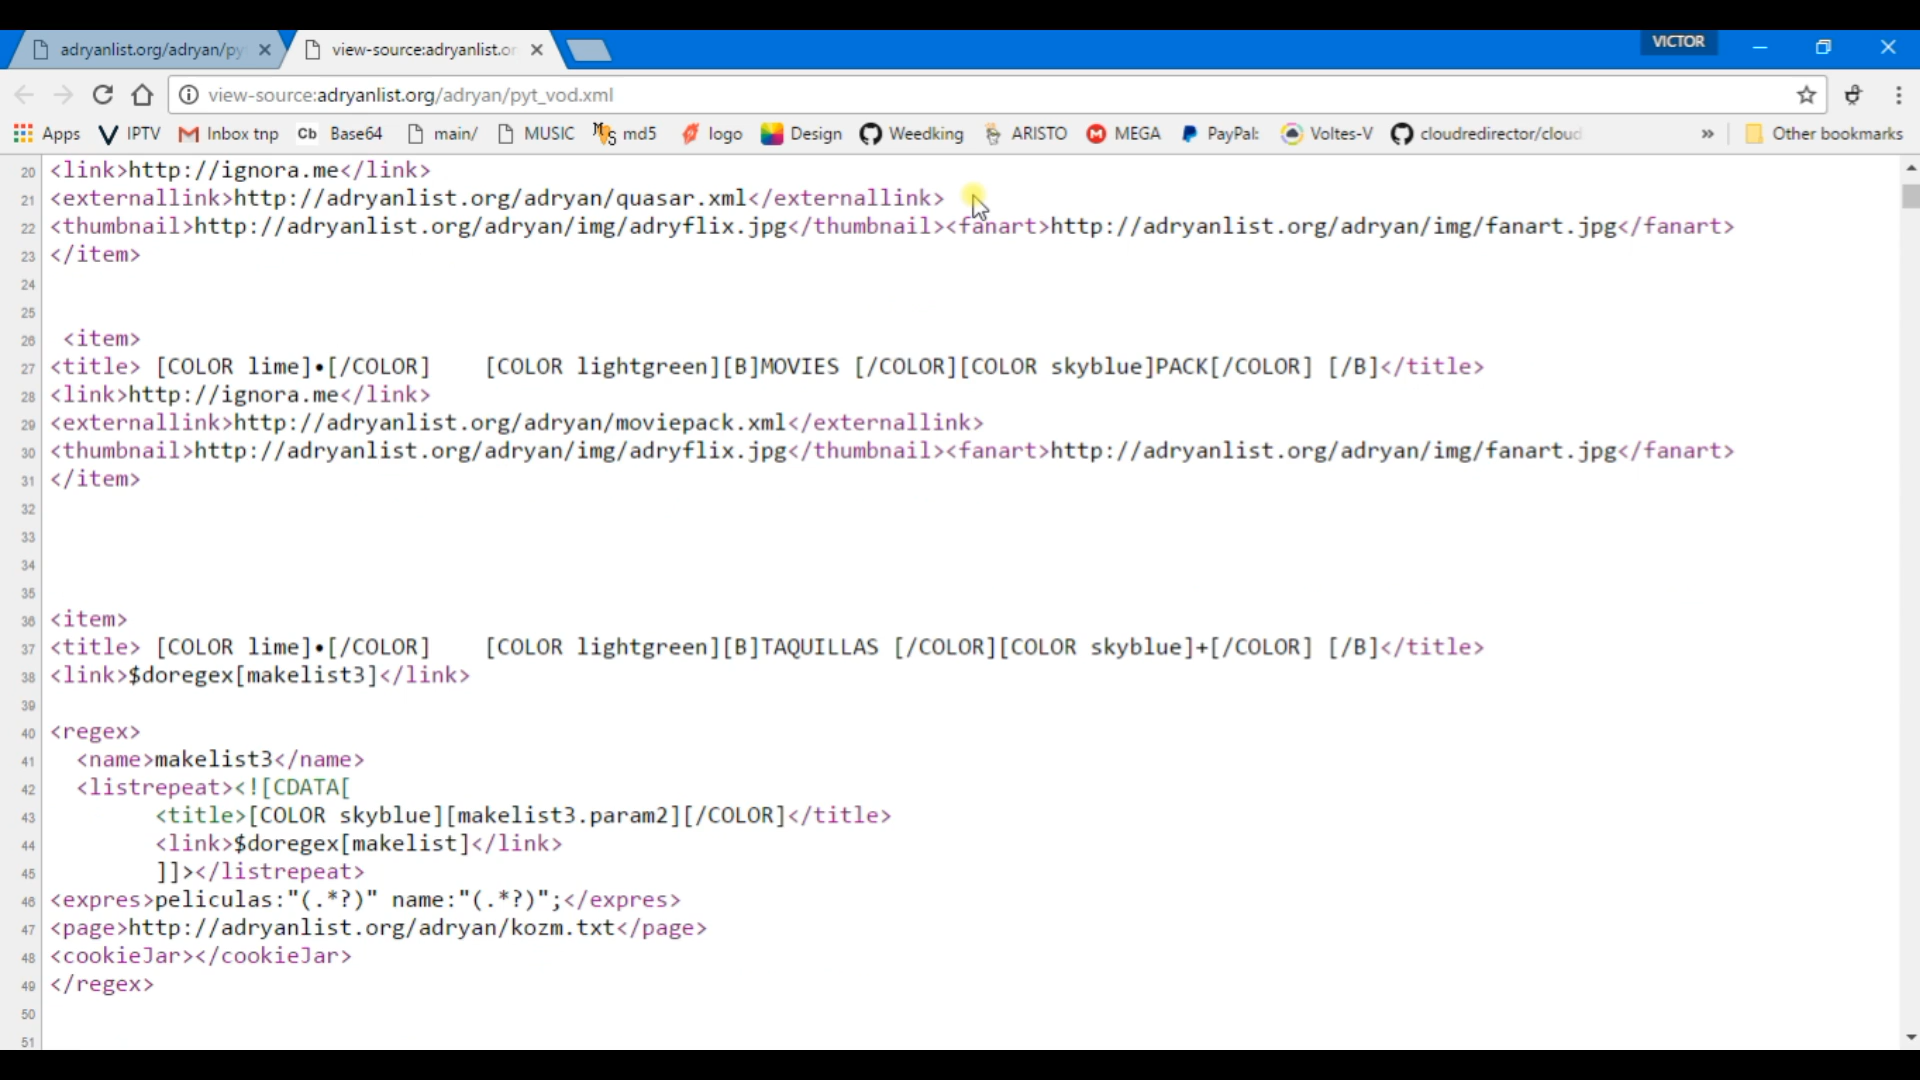 adryanlist.org/adryan/py
view-source:adryanlist.or
VICTOR
view-source:adryanlist.org/adryan/pyt_vod.xml
Apps IPTV Inbox tnp Cb Base64 main/ MUSIC md5 logo Design Weedking ARISTO MEGA PayPal: Voltes-V cloudredirector/cloud » Other bookmarks
20 <link>http://ignora.me</link>
21 <externallink>http://adryanlist.org/adryan/quasar.xml</externallink>
22 <thumbnail>http://adryanlist.org/adryan/img/adryflix.jpg</thumbnail><fanart>http://adryanlist.org/adryan/img/fanart.jpg</fanart>
23 </item>
24
25
26 <item>
27 <title> [COLOR lime]•[/COLOR]    [COLOR lightgreen][B]MOVIES [/COLOR][COLOR skyblue]PACK[/COLOR] [/B]</title>
28 <link>http://ignora.me</link>
29 <externallink>http://adryanlist.org/adryan/moviepack.xml</externallink>
30 <thumbnail>http://adryanlist.org/adryan/img/adryflix.jpg</thumbnail><fanart>http://adryanlist.org/adryan/img/fanart.jpg</fanart>
31 </item>
32
33
34
35
36 <item>
37 <title> [COLOR lime]•[/COLOR]    [COLOR lightgreen][B]TAQUILLAS [/COLOR][COLOR skyblue]+[/COLOR] [/B]</title>
38 <link>$doregex[makelist3]</link>
39
40 <regex>
41 <name>makelist3</name>
42 <listrepeat><![CDATA[
43 <title>[COLOR skyblue][makelist3.param2][/COLOR]</title>
44 <link>$doregex[makelist]</link>
45 ]]></listrepeat>
46 <expres>peliculas:"(.*?)" name:"(.*?)";</expres>
47 <page>http://adryanlist.org/adryan/kozm.txt</page>
48 <cookieJar></cookieJar>
49 </regex>
50
51